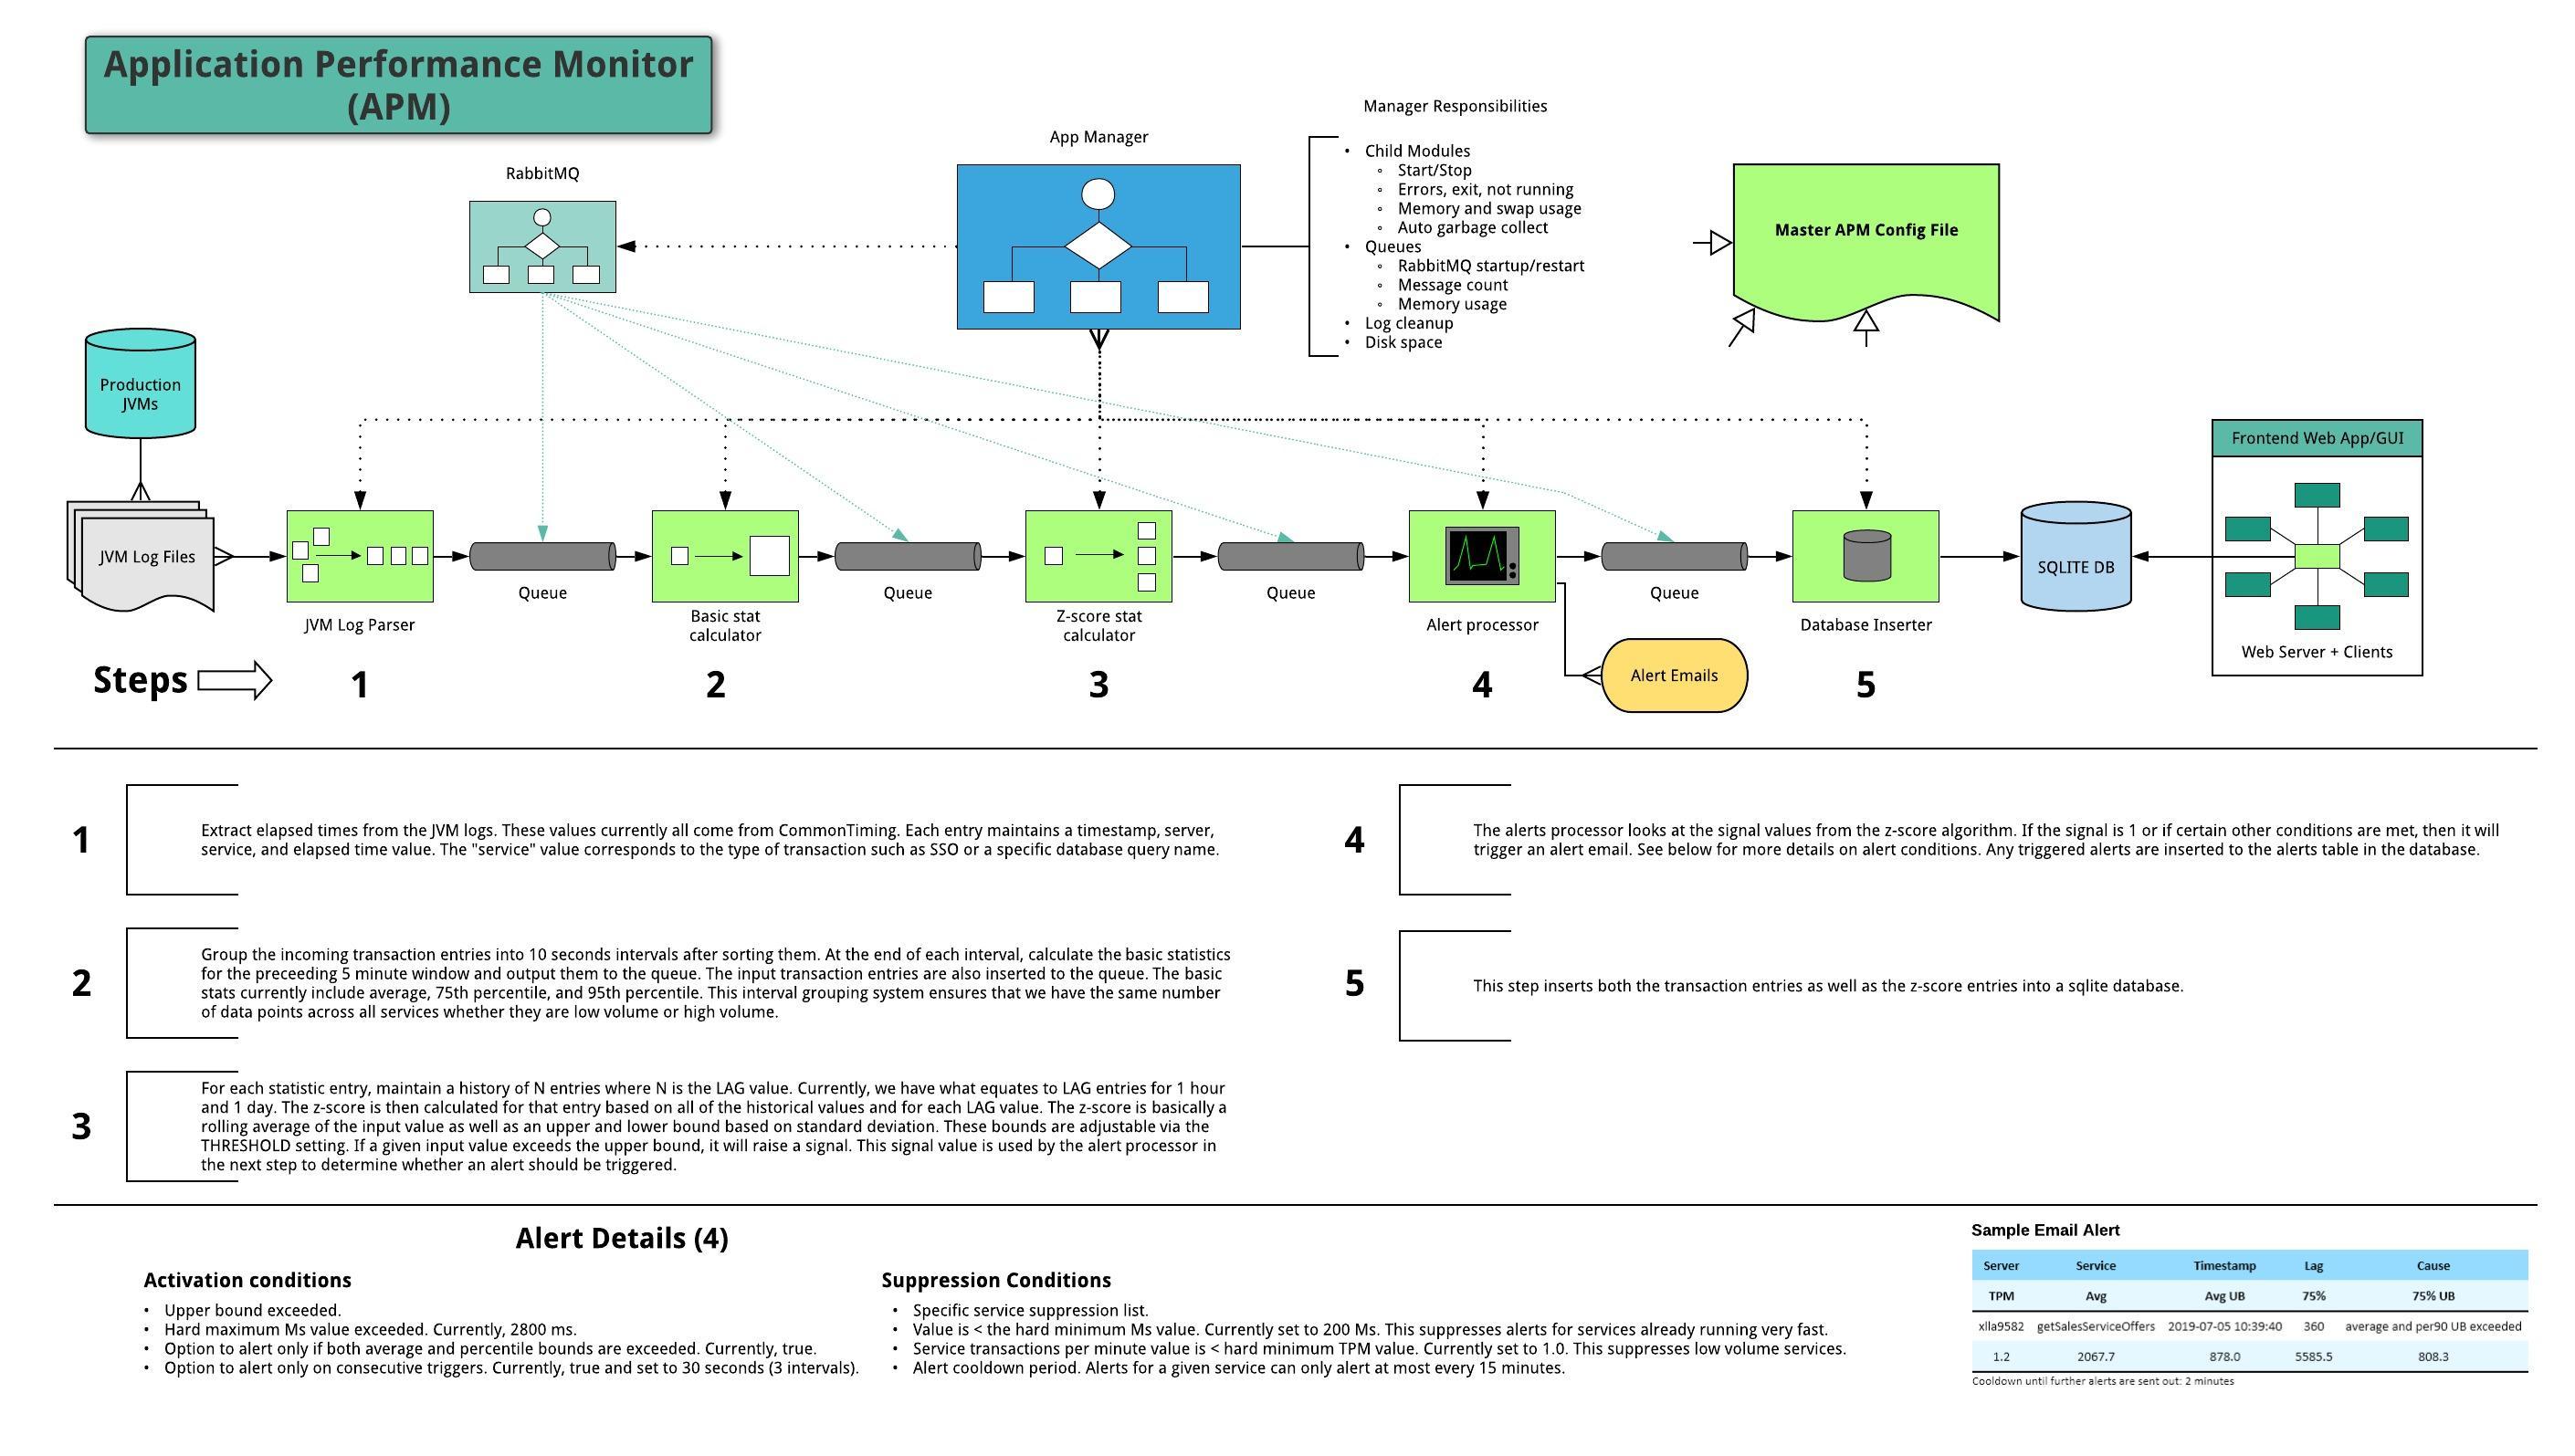 Application Performance Monitor
(APM)
Manager Responsibilities
App Manager
RabbitMQ
• Child Modules
◦ Start/Stop
◦ Errors, exit, not running
◦ Memory and swap usage
◦ Auto garbage collect
• Queues
◦ RabbitMQ startup/restart
◦ Message count
◦ Memory usage
• Log cleanup
• Disk space
Master APM Config File
Production
JVMs
Frontend Web App/GUI
JVM Log Files
SQLITE DB
Queue
Queue
Queue
Queue
JVM Log Parser
Basic stat
calculator
Z-score stat
calculator
Alert processor
Database Inserter
Web Server + Clients
Alert Emails
Steps
1
2
3
4
5
1
Extract elapsed times from the JVM logs. These values currently all come from CommonTiming. Each entry maintains a timestamp, server,
service, and elapsed time value. The "service" value corresponds to the type of transaction such as SSO or a specific database query name.
2
Group the incoming transaction entries into 10 seconds intervals after sorting them. At the end of each interval, calculate the basic statistics
for the preceeding 5 minute window and output them to the queue. The input transaction entries are also inserted to the queue. The basic
stats currently include average, 75th percentile, and 95th percentile. This interval grouping system ensures that we have the same number
of data points across all services whether they are low volume or high volume.
3
For each statistic entry, maintain a history of N entries where N is the LAG value. Currently, we have what equates to LAG entries for 1 hour
and 1 day. The z-score is then calculated for that entry based on all of the historical values and for each LAG value. The z-score is basically a
rolling average of the input value as well as an upper and lower bound based on standard deviation. These bounds are adjustable via the
THRESHOLD setting. If a given input value exceeds the upper bound, it will raise a signal. This signal value is used by the alert processor in
the next step to determine whether an alert should be triggered.
4
The alerts processor looks at the signal values from the z-score algorithm. If the signal is 1 or if certain other conditions are met, then it will
trigger an alert email. See below for more details on alert conditions. Any triggered alerts are inserted to the alerts table in the database.
5
This step inserts both the transaction entries as well as the z-score entries into a sqlite database.
Alert Details (4)
Activation conditions
• Upper bound exceeded.
• Hard maximum Ms value exceeded. Currently, 2800 ms.
• Option to alert only if both average and percentile bounds are exceeded. Currently, true.
• Option to alert only on consecutive triggers. Currently, true and set to 30 seconds (3 intervals).
Suppression Conditions
• Specific service suppression list.
• Value is < the hard minimum Ms value. Currently set to 200 Ms. This suppresses alerts for services already running very fast.
• Service transactions per minute value is < hard minimum TPM value. Currently set to 1.0. This suppresses low volume services.
• Alert cooldown period. Alerts for a given service can only alert at most every 15 minutes.
Sample Email Alert
Server Service Timestamp Lag Cause
TPM Avg Avg UB 75% 75% UB
xlla9582 getSalesServiceOffers 2019-07-05 10:39:40 360 average and per90 UB exceeded
1.2 2067.7 878.0 5585.5 808.3
Cooldown until further alerts are sent out: 2 minutes